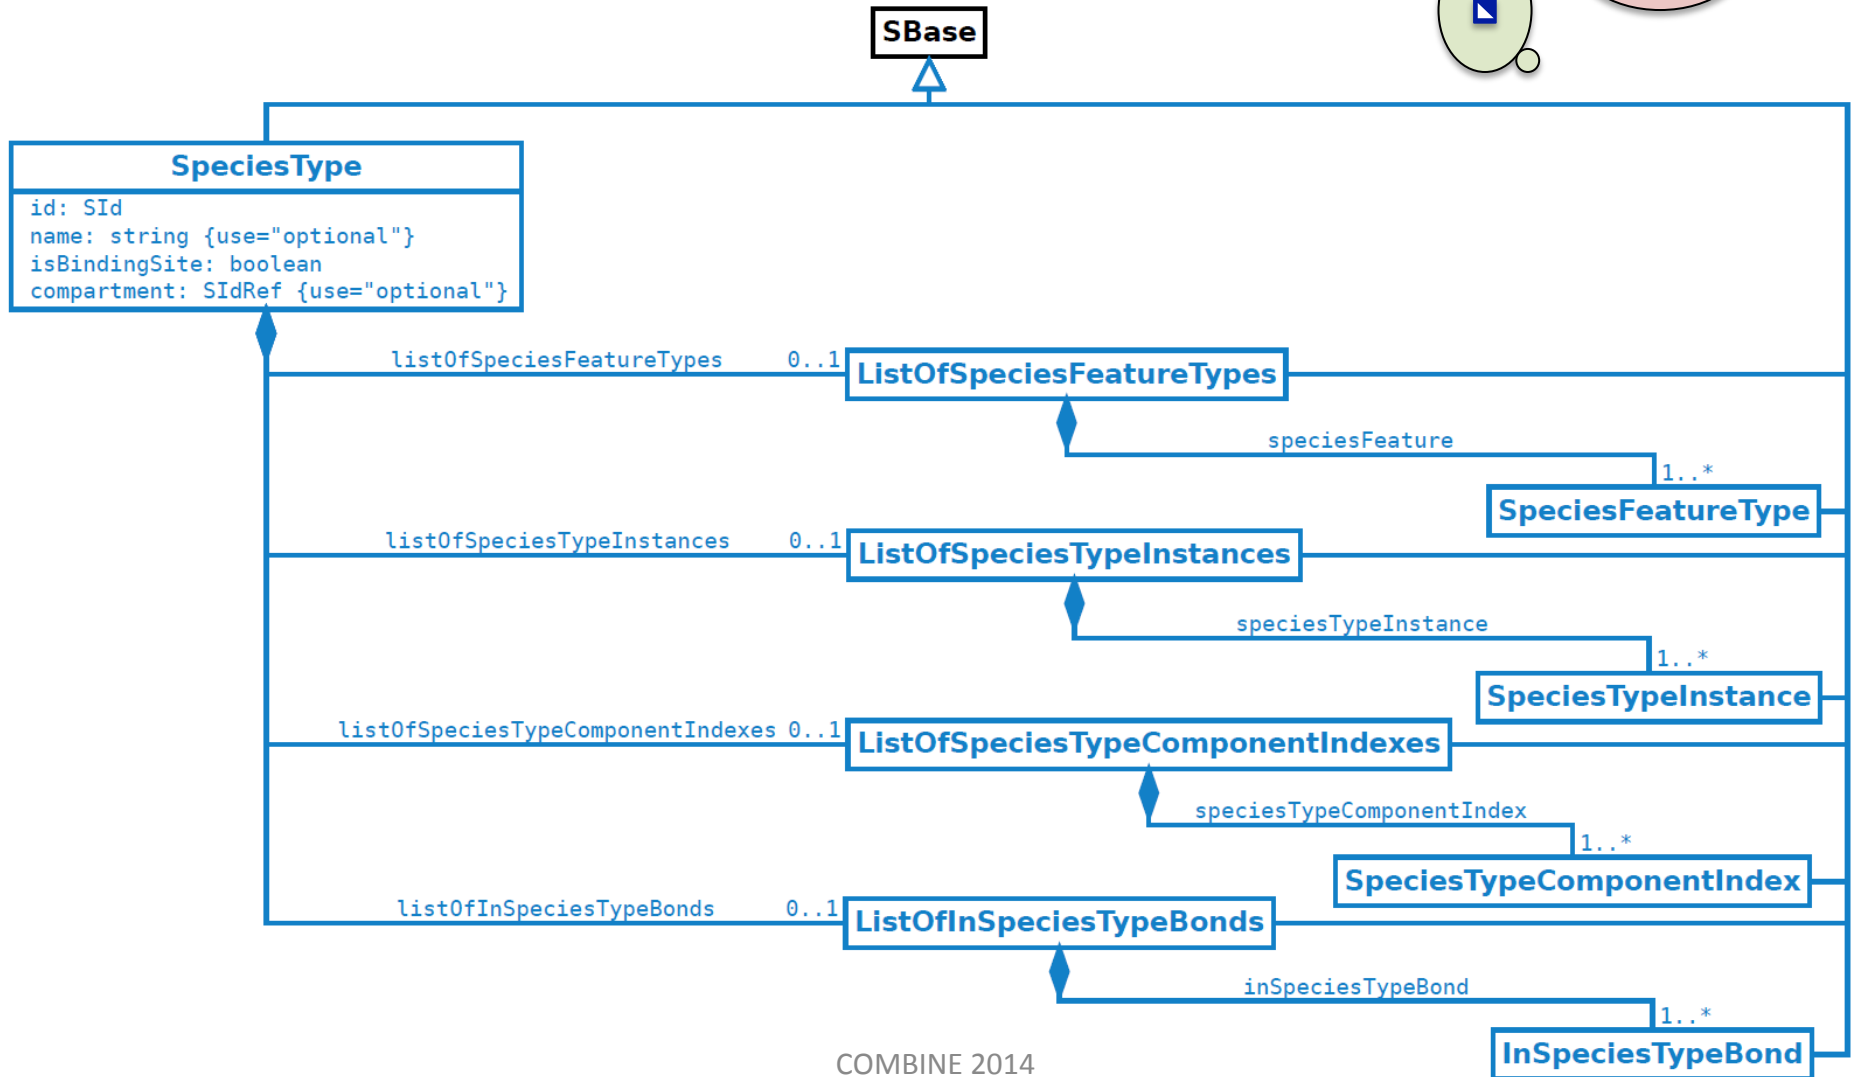 SBase
SpeciesType
id: SId
name: string {use="optional"}
isBindingSite: boolean
compartment: SIdRef {use="optional"}
listOfSpeciesFeatureTypes 0..1 ListOfSpeciesFeatureTypes
speciesFeature
1..*
SpeciesFeatureType
listOfSpeciesTypeInstances 0..1 ListOfSpeciesTypeInstances
speciesTypeInstance
1..*
SpeciesTypeInstance
listOfSpeciesTypeComponentIndexes 0..1 ListOfSpeciesTypeComponentIndexes
speciesTypeComponentIndex
1..*
SpeciesTypeComponentIndex
listOfInSpeciesTypeBonds 0..1 ListOfInSpeciesTypeBonds
inSpeciesTypeBond
1..*
InSpeciesTypeBond
COMBINE 2014